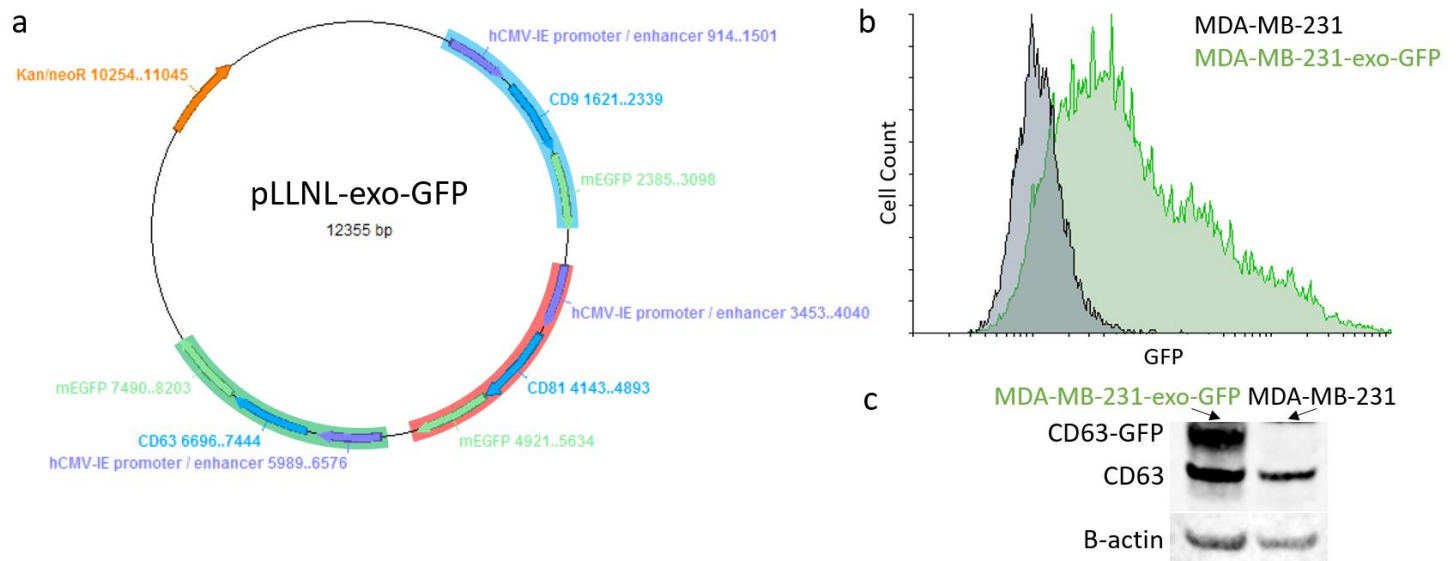 a
hCMV-IE promoter / enhancer 914..1501
Kan/neoR 10254..11045
CD9 1621..2339
pLLNL-exo-GFP
12355 bp
mEGFP 2385..3098
hCMV-IE promoter / enhancer 3453..4040
mEGFP 7490..8203
CD81 4143..4893
CD63 6696..7444
mEGFP 4921..5634
hCMV-IE promoter / enhancer 5989..6576
b
MDA-MB-231
MDA-MB-231-exo-GFP
Cell Count
GFP
c
MDA-MB-231-exo-GFP MDA-MB-231
CD63-GFP
CD63
B-actin